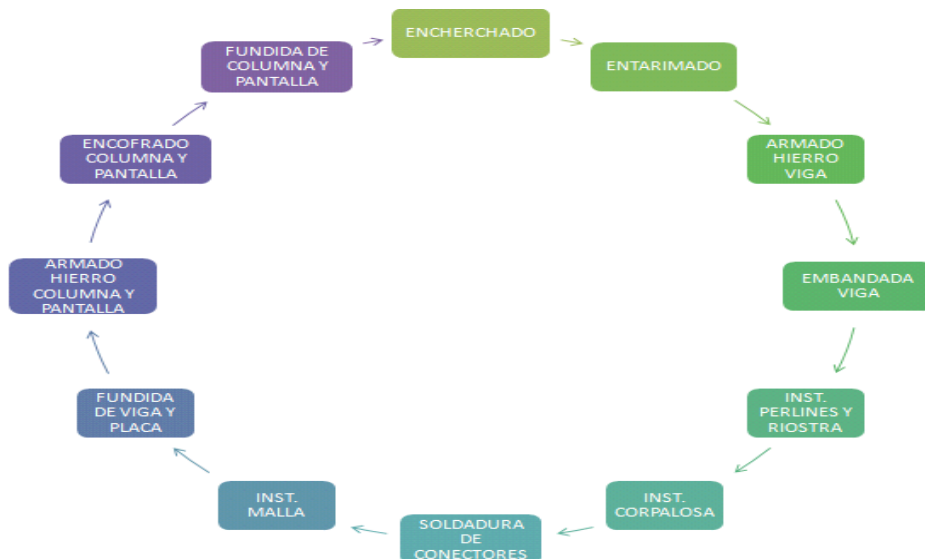 ENCHERCHADO
ENTARIMADO
ARMADO
HIERRO
VIGA
EMBANDADA
VIGA
INST.
PERLINES Y
RIOSTRA
INST.
CORPALOSA
SOLDADURA
DE
CONECTORES
INST.
MALLA
FUNDIDA
DE VIGA Y
PLACA
ARMADO
HIERRO
COLUMNA Y
PANTALLA
ENCOFRADO
COLUMNA Y
PANTALLA
FUNDIDA DE
COLUMNA Y
PANTALLA